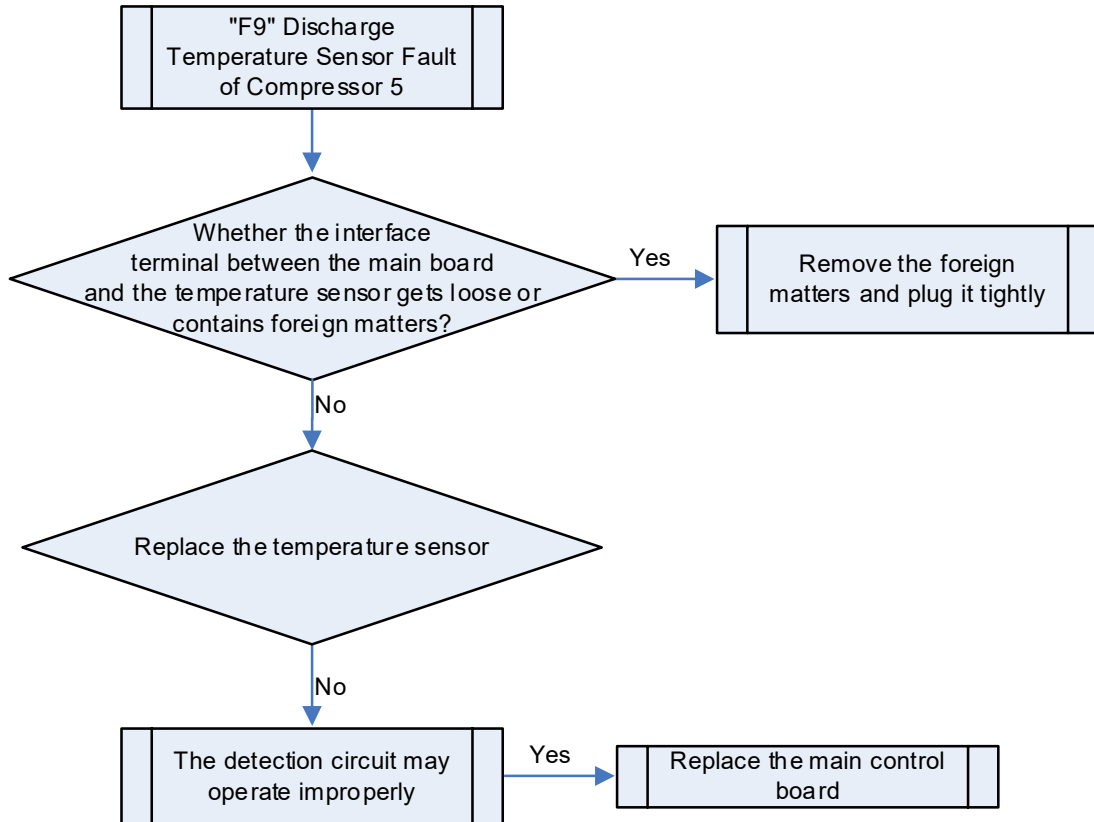 "F9" Discharge
Temperature Sensor Fault
of Compressor 5
Whether the interface
terminal between the main board
and the temperature sensor gets loose or
contains foreign matters?
Yes
Remove the foreign
matters and plug it tightly
No
Replace the temperature sensor
No
The detection circuit may
operate improperly
Yes
Replace the main control
board